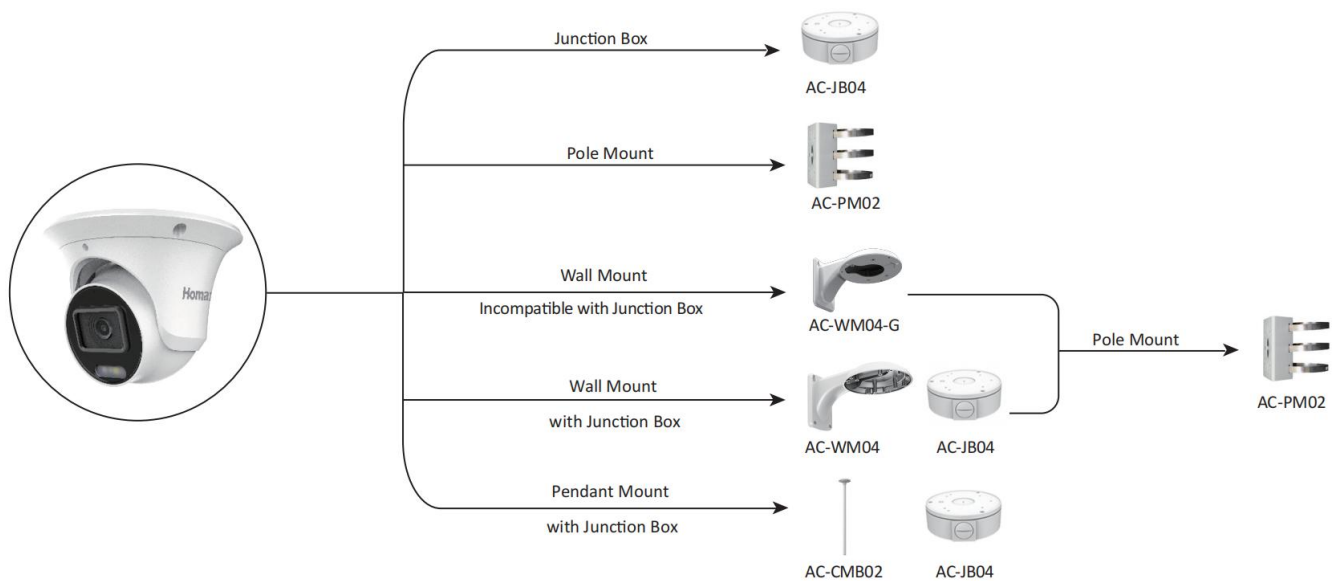 Junction Box
AC-JB04
Pole Mount
AC-PM02
Homa
Wall Mount
Incompatible with Junction Box
AC-WM04-G
Pole Mount
AC-PM02
Wall Mount
with Junction Box
AC-WM04
AC-JB04
Pendant Mount
with Junction Box
AC-CMB02
AC-JB04